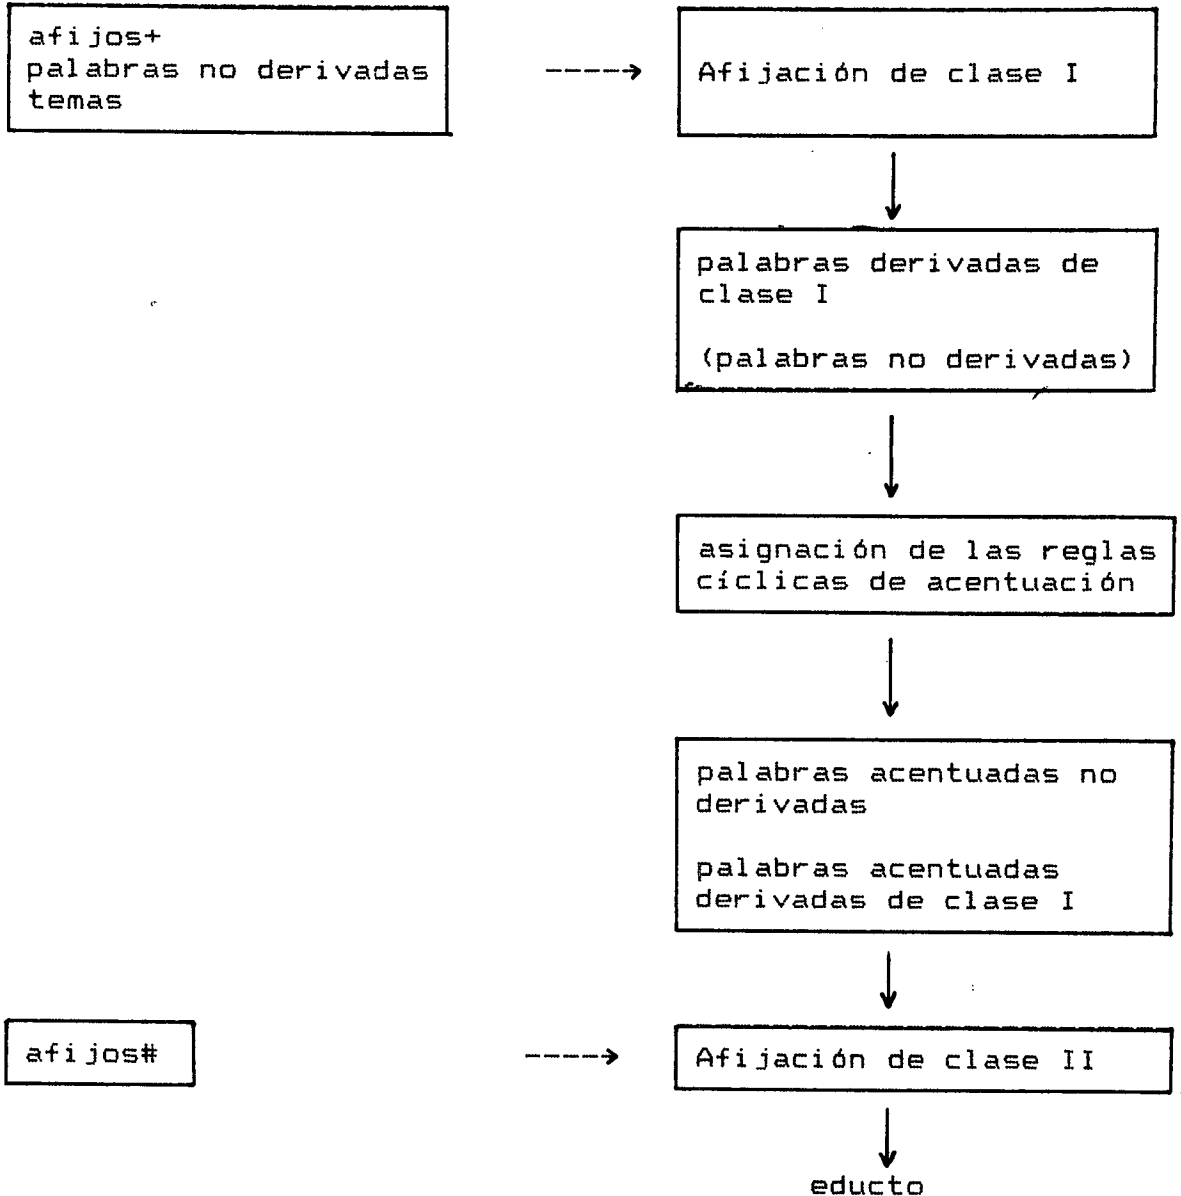 afijos+
palabras no derivadas
temas
Afijación de clase I
palabras derivadas de
clase I
(palabras no derivadas)
asignación de las reglas
cíclicas de acentuación
palabras acentuadas no
derivadas
palabras acentuadas
derivadas de clase I
afijos#
Afijación de clase II
educto